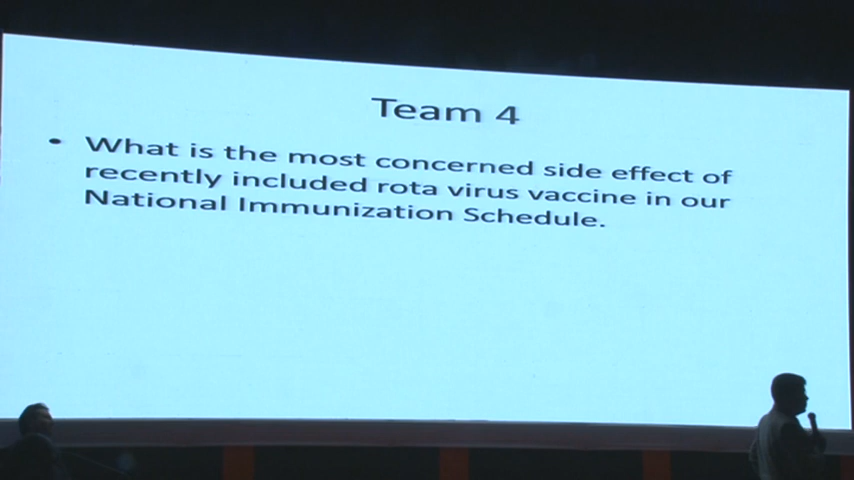 Team 4
• What is the most concerned side effect of
recently included rota virus vaccine in our
National Immunization Schedule.